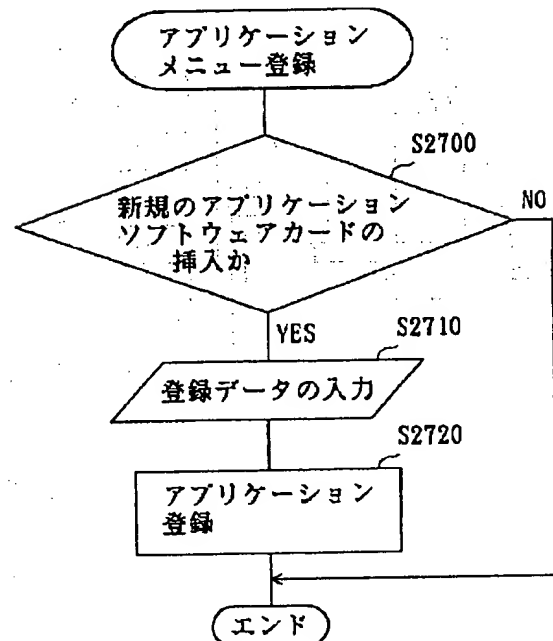 アプリケーション
メニュー登録
S2700
新規のアプリケーション
ソフトウェアカードの
挿入か
NO
YES
S2710
登録データの入力
S2720
アプリケーション
登録
エンド